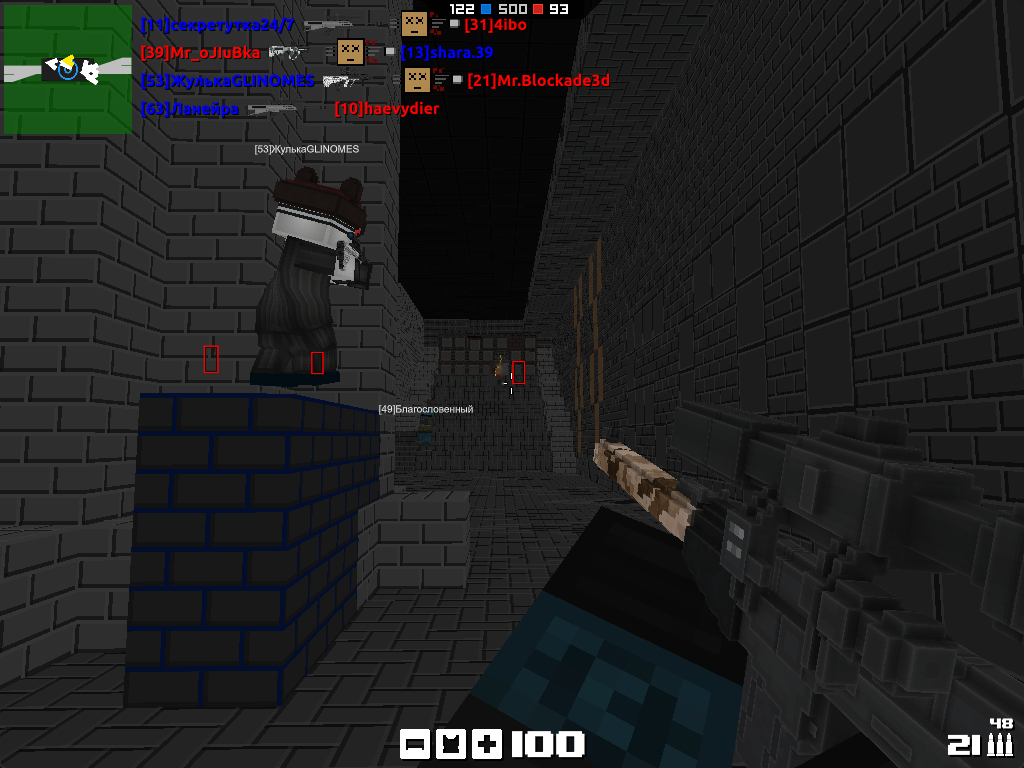 122 500 93
[11]секретутка24/7 [31]4ibo
[39]Mr_oJIuBka [13]shara.39
[53]ЖулькаGLINOMES [21]Mr.Blockade3d
[63]Ланейра [10]haevydier
[53]ЖулькаGLINOMES
[49]Благословенный
100
48
21